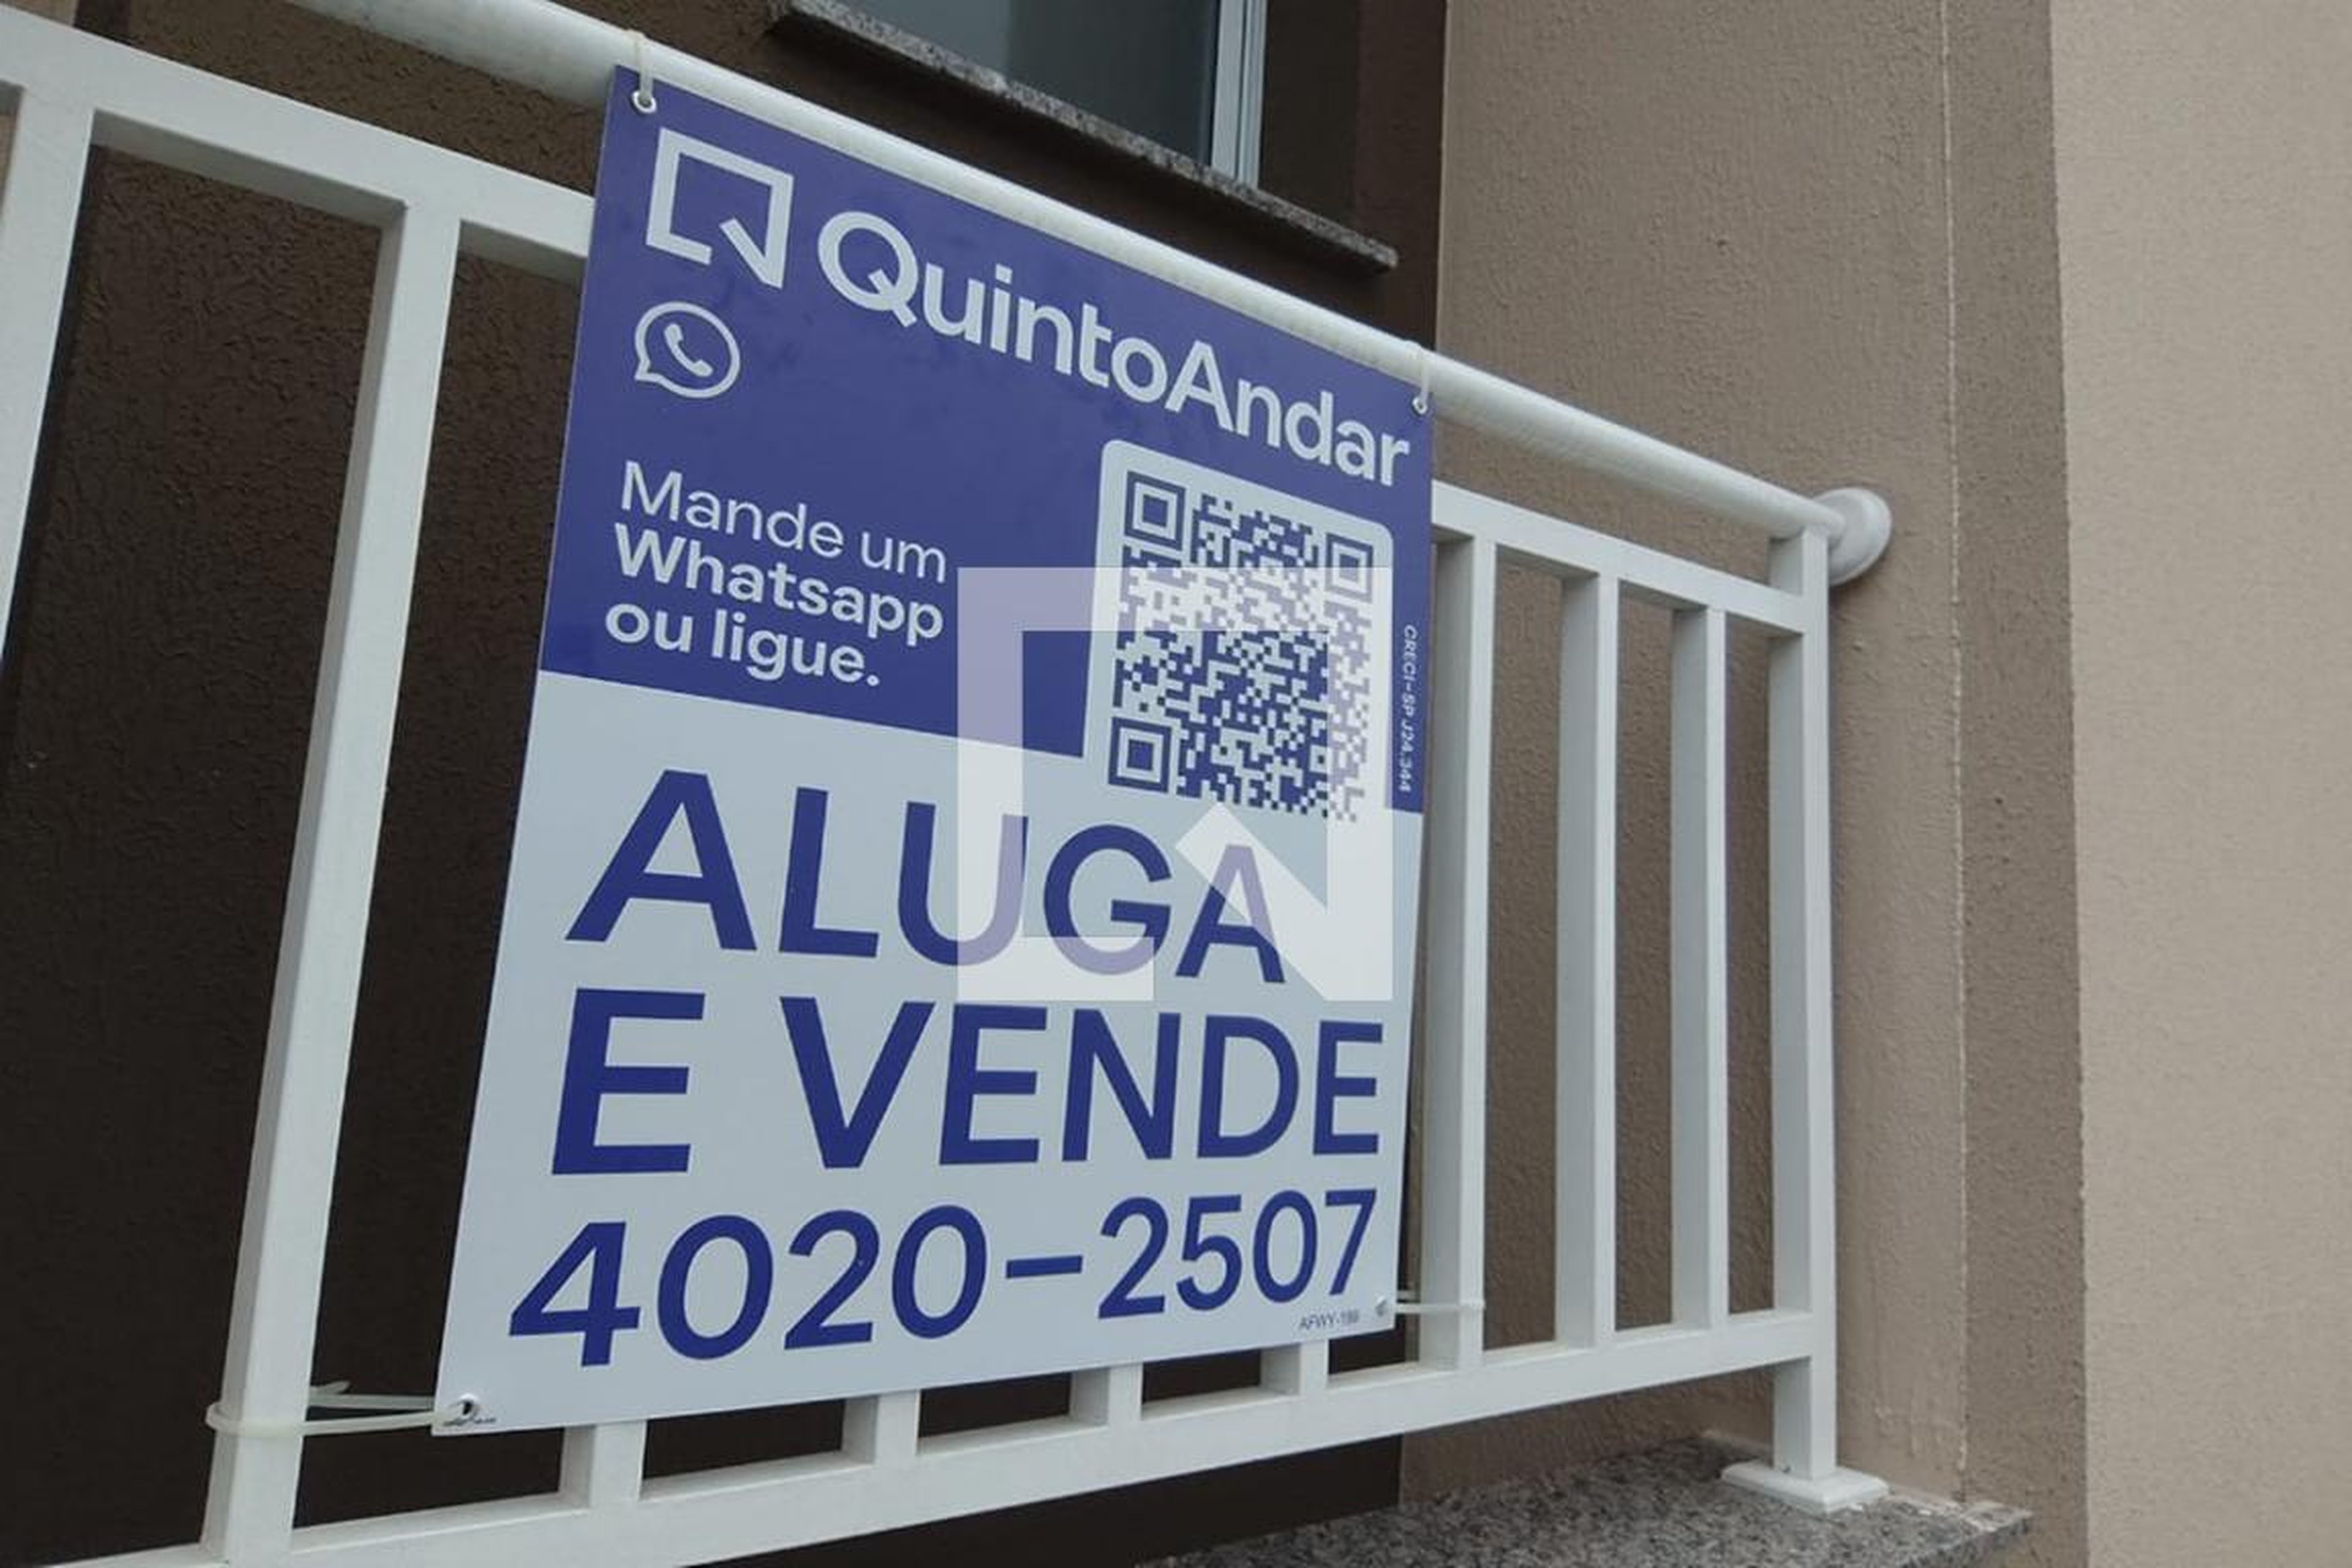 QuintoAndar
Mande um
Whatsapp
ou ligue.
CRECI-SP J24.344
ALUGA
E VENDE
4020-2507
AFWY-199